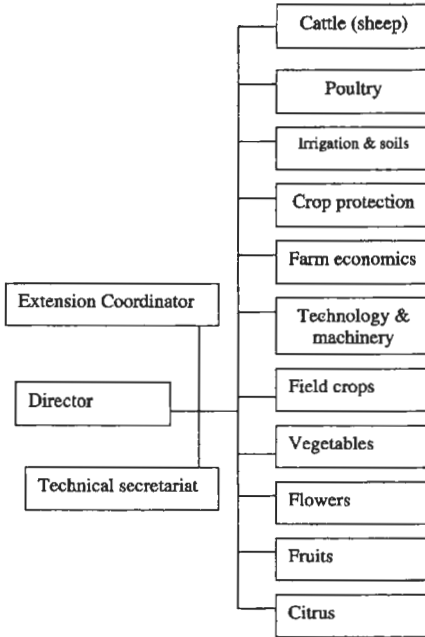 Cattle (sheep)
Poultry
Irrigation & soils
Crop protection
Farm economics
Extension Coordinator
Technology &
machinery
Field crops
Director
Vegetables
Technical secretariat
Flowers
Fruits
Citrus